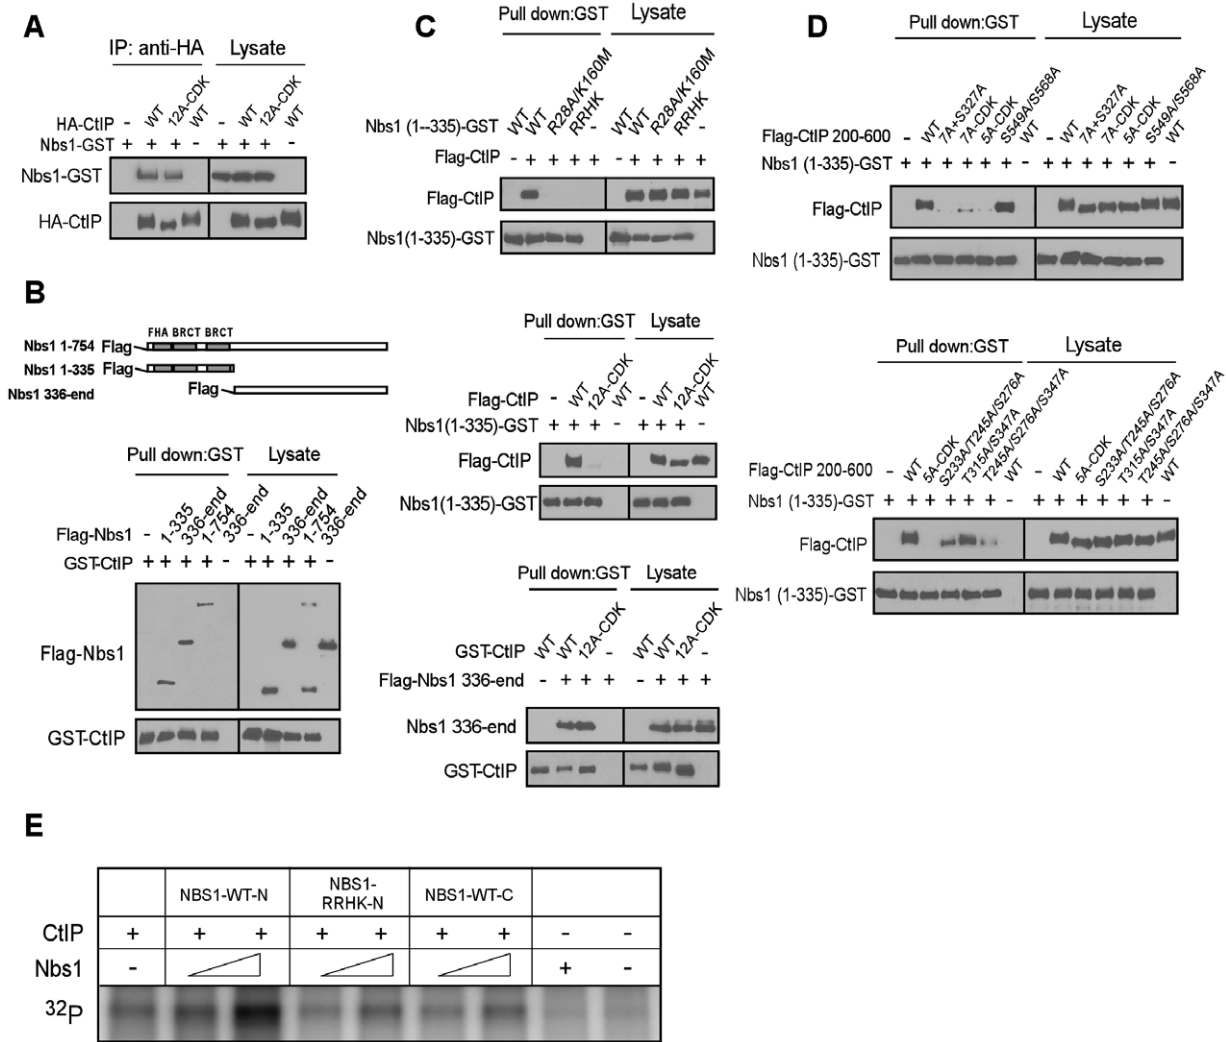 A
IP: anti-HA Lysate
HA-CtIP - WT 12A-CDK WT - WT 12A-CDK WT
Nbs1-GST + + + - + + + -
Nbs1-GST
HA-CtIP
B
FHA BRCT BRCT
Nbs1 1-754 Flag
Nbs1 1-335 Flag
Nbs1 336-end Flag
Pull down:GST Lysate
Flag-Nbs1 - 1-335 336-end 1-754 336-end - 1-335 336-end 1-754 336-end
GST-CtIP + + + + - + + + + -
Flag-Nbs1
GST-CtIP
C
Pull down:GST Lysate
Nbs1 (1--335)-GST WT WT R28A/K160M RRHK - WT WT R28A/K160M RRHK -
Flag-CtIP - + + + + - + + + +
Flag-CtIP
Nbs1(1-335)-GST
Pull down:GST Lysate
Flag-CtIP - WT 12A-CDK WT - WT 12A-CDK WT
Nbs1(1-335)-GST + + + - + + + -
Flag-CtIP
Nbs1(1-335)-GST
Pull down:GST Lysate
GST-CtIP WT WT 12A-CDK - WT WT 12A-CDK -
Flag-Nbs1 336-end - + + + - + + +
Nbs1 336-end
GST-CtIP
D
Pull down:GST Lysate
Flag-CtIP 200-600 - WT 7A+S327A 7A-CDK 5A-CDK S549A/S568A WT - WT 7A+S327A 7A-CDK 5A-CDK S549A/S568A WT
Nbs1 (1-335)-GST + + + + + + - + + + + + + -
Flag-CtIP
Nbs1 (1-335)-GST
Pull down:GST Lysate
Flag-CtIP 200-600 - WT 5A-CDK S233A/T245A/S276A T315A/S347A T245A/S276A/S347A WT - WT 5A-CDK S233A/T245A/S276A T315A/S347A T245A/S276A/S347A WT
Nbs1 (1-335)-GST + + + + + + - + + + + + + -
Flag-CtIP
Nbs1 (1-335)-GST
E
NBS1-WT-N NBS1-RRHK-N NBS1-WT-C
CtIP + + + + + + + - -
Nbs1 - + -
32P